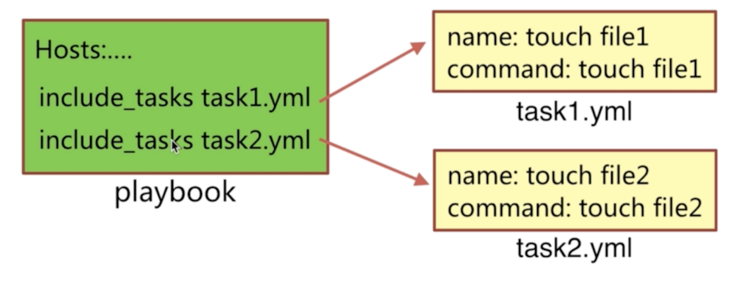 Hosts:....
include_tasks task1.yml
include_tasks task2.yml
playbook
name: touch file1
command: touch file1
task1.yml
name: touch file2
command: touch file2
task2.yml